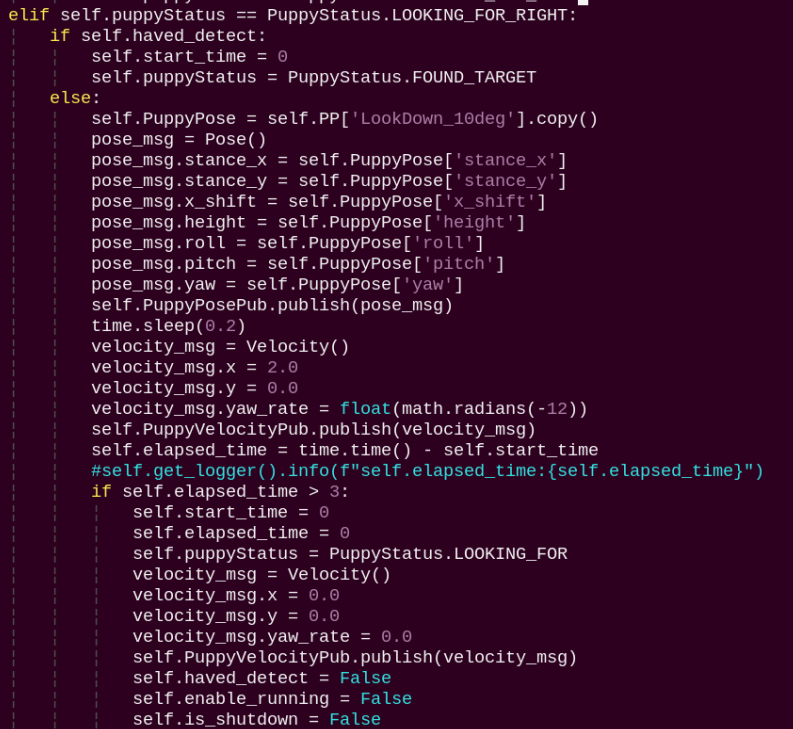 elif self.puppyStatus == PuppyStatus.LOOKING_FOR_RIGHT:
    if self.haved_detect:
        self.start_time = 0
        self.puppyStatus = PuppyStatus.FOUND_TARGET
    else:
        self.PuppyPose = self.PP['LookDown_10deg'].copy()
        pose_msg = Pose()
        pose_msg.stance_x = self.PuppyPose['stance_x']
        pose_msg.stance_y = self.PuppyPose['stance_y']
        pose_msg.x_shift = self.PuppyPose['x_shift']
        pose_msg.height = self.PuppyPose['height']
        pose_msg.roll = self.PuppyPose['roll']
        pose_msg.pitch = self.PuppyPose['pitch']
        pose_msg.yaw = self.PuppyPose['yaw']
        self.PuppyPosePub.publish(pose_msg)
        time.sleep(0.2)
        velocity_msg = Velocity()
        velocity_msg.x = 2.0
        velocity_msg.y = 0.0
        velocity_msg.yaw_rate = float(math.radians(-12))
        self.PuppyVelocityPub.publish(velocity_msg)
        self.elapsed_time = time.time() - self.start_time
        #self.get_logger().info(f"self.elapsed_time:{self.elapsed_time}")
        if self.elapsed_time > 3:
            self.start_time = 0
            self.elapsed_time = 0
            self.puppyStatus = PuppyStatus.LOOKING_FOR
            velocity_msg = Velocity()
            velocity_msg.x = 0.0
            velocity_msg.y = 0.0
            velocity_msg.yaw_rate = 0.0
            self.PuppyVelocityPub.publish(velocity_msg)
            self.haved_detect = False
            self.enable_running = False
            self.is_shutdown = False